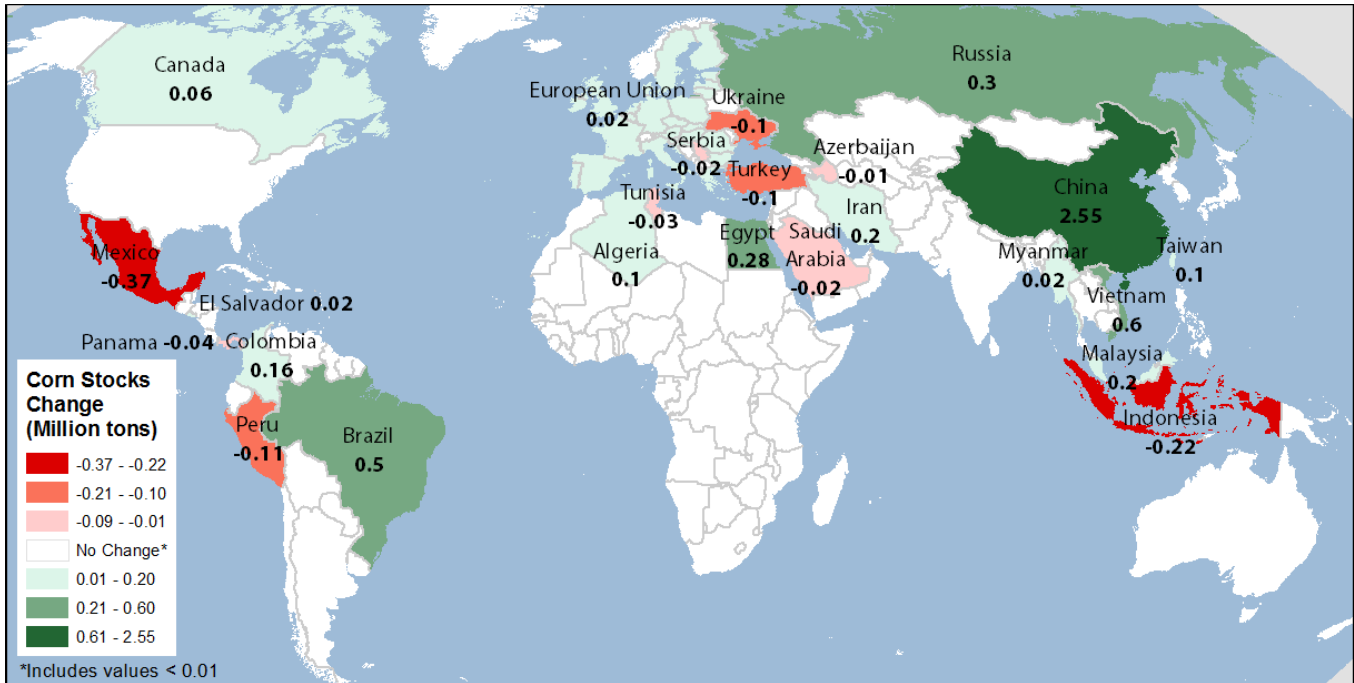 Canada
0.06
Russia
0.3
European Union
0.02
Ukraine
-0.1
Serbia
-0.02
Azerbaijan
-0.01
Turkey
-0.1
China
2.55
Tunisia
-0.03
Iran
0.2
Mexico
-0.37
Algeria
0.1
Egypt
0.28
Saudi
Arabia
-0.02
Myanmar
0.02
Taiwan
0.1
El Salvador 0.02
Vietnam
0.6
Panama -0.04
Colombia
0.16
Malaysia
0.2
Peru
-0.11
Brazil
0.5
Indonesia
-0.22
Corn Stocks
Change
(Million tons)
-0.37 - -0.22
-0.21 - -0.10
-0.09 - -0.01
No Change*
0.01 - 0.20
0.21 - 0.60
0.61 - 2.55
*Includes values < 0.01